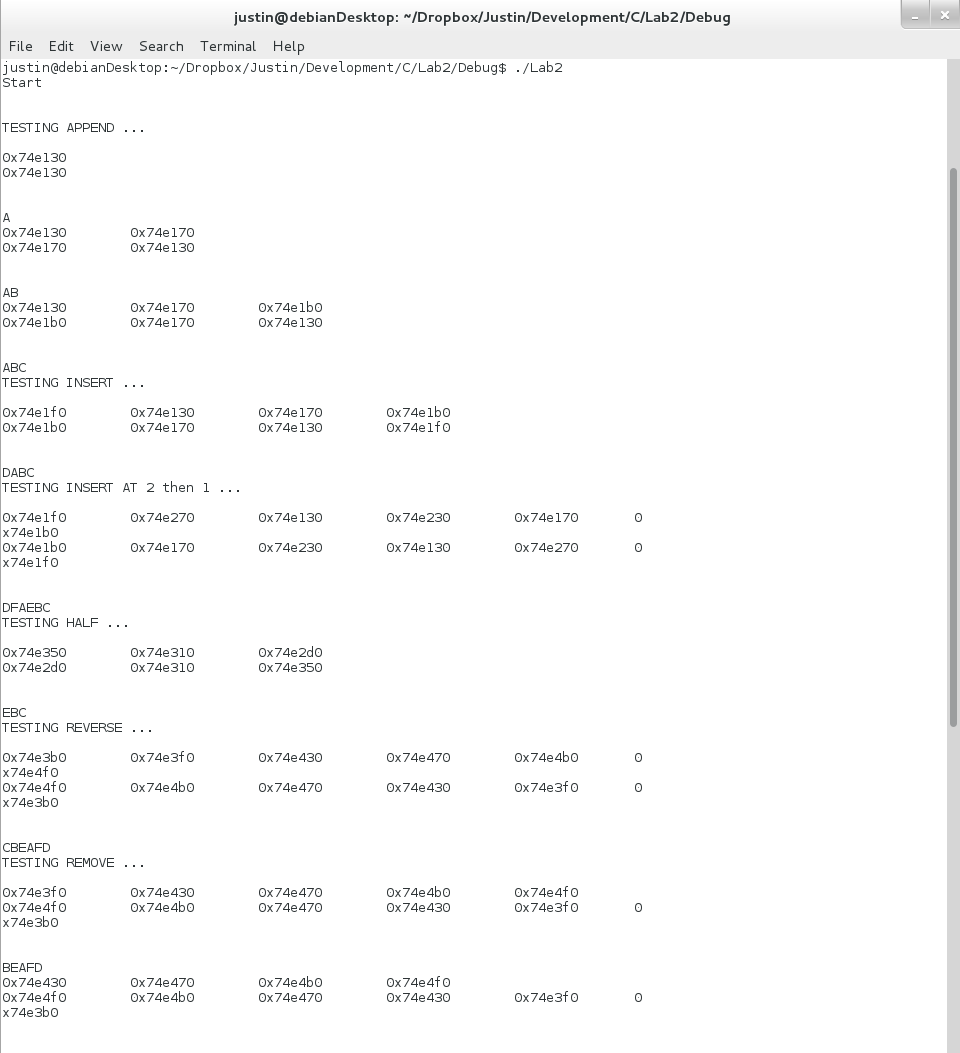 justin@debianDesktop: ~/Dropbox/Justin/Development/C/Lab2/Debug
File Edit View Search Terminal Help
justin@debianDesktop:~/Dropbox/Justin/Development/C/Lab2/Debug$ ./Lab2
Start
TESTING APPEND ...
0x74e130
0x74e130
A
0x74e130 0x74e170
0x74e170 0x74e130
AB
0x74e130 0x74e170 0x74e1b0
0x74e1b0 0x74e170 0x74e130
ABC
TESTING INSERT ...
0x74e1f0 0x74e130 0x74e170 0x74e1b0
0x74e1b0 0x74e170 0x74e130 0x74e1f0
DABC
TESTING INSERT AT 2 then 1 ...
0x74e1f0 0x74e270 0x74e130 0x74e230 0x74e170 0
x74e1b0
0x74e1b0 0x74e170 0x74e230 0x74e130 0x74e270 0
x74e1f0
DFAEBC
TESTING HALF ...
0x74e350 0x74e310 0x74e2d0
0x74e2d0 0x74e310 0x74e350
EBC
TESTING REVERSE ...
0x74e3b0 0x74e3f0 0x74e430 0x74e470 0x74e4b0 0
x74e4f0
0x74e4f0 0x74e4b0 0x74e470 0x74e430 0x74e3f0 0
x74e3b0
CBEAFD
TESTING REMOVE ...
0x74e3f0 0x74e430 0x74e470 0x74e4b0 0x74e4f0
0x74e4f0 0x74e4b0 0x74e470 0x74e430 0x74e3f0 0
x74e3b0
BEAFD
0x74e430 0x74e470 0x74e4b0 0x74e4f0
0x74e4f0 0x74e4b0 0x74e470 0x74e430 0x74e3f0 0
x74e3b0